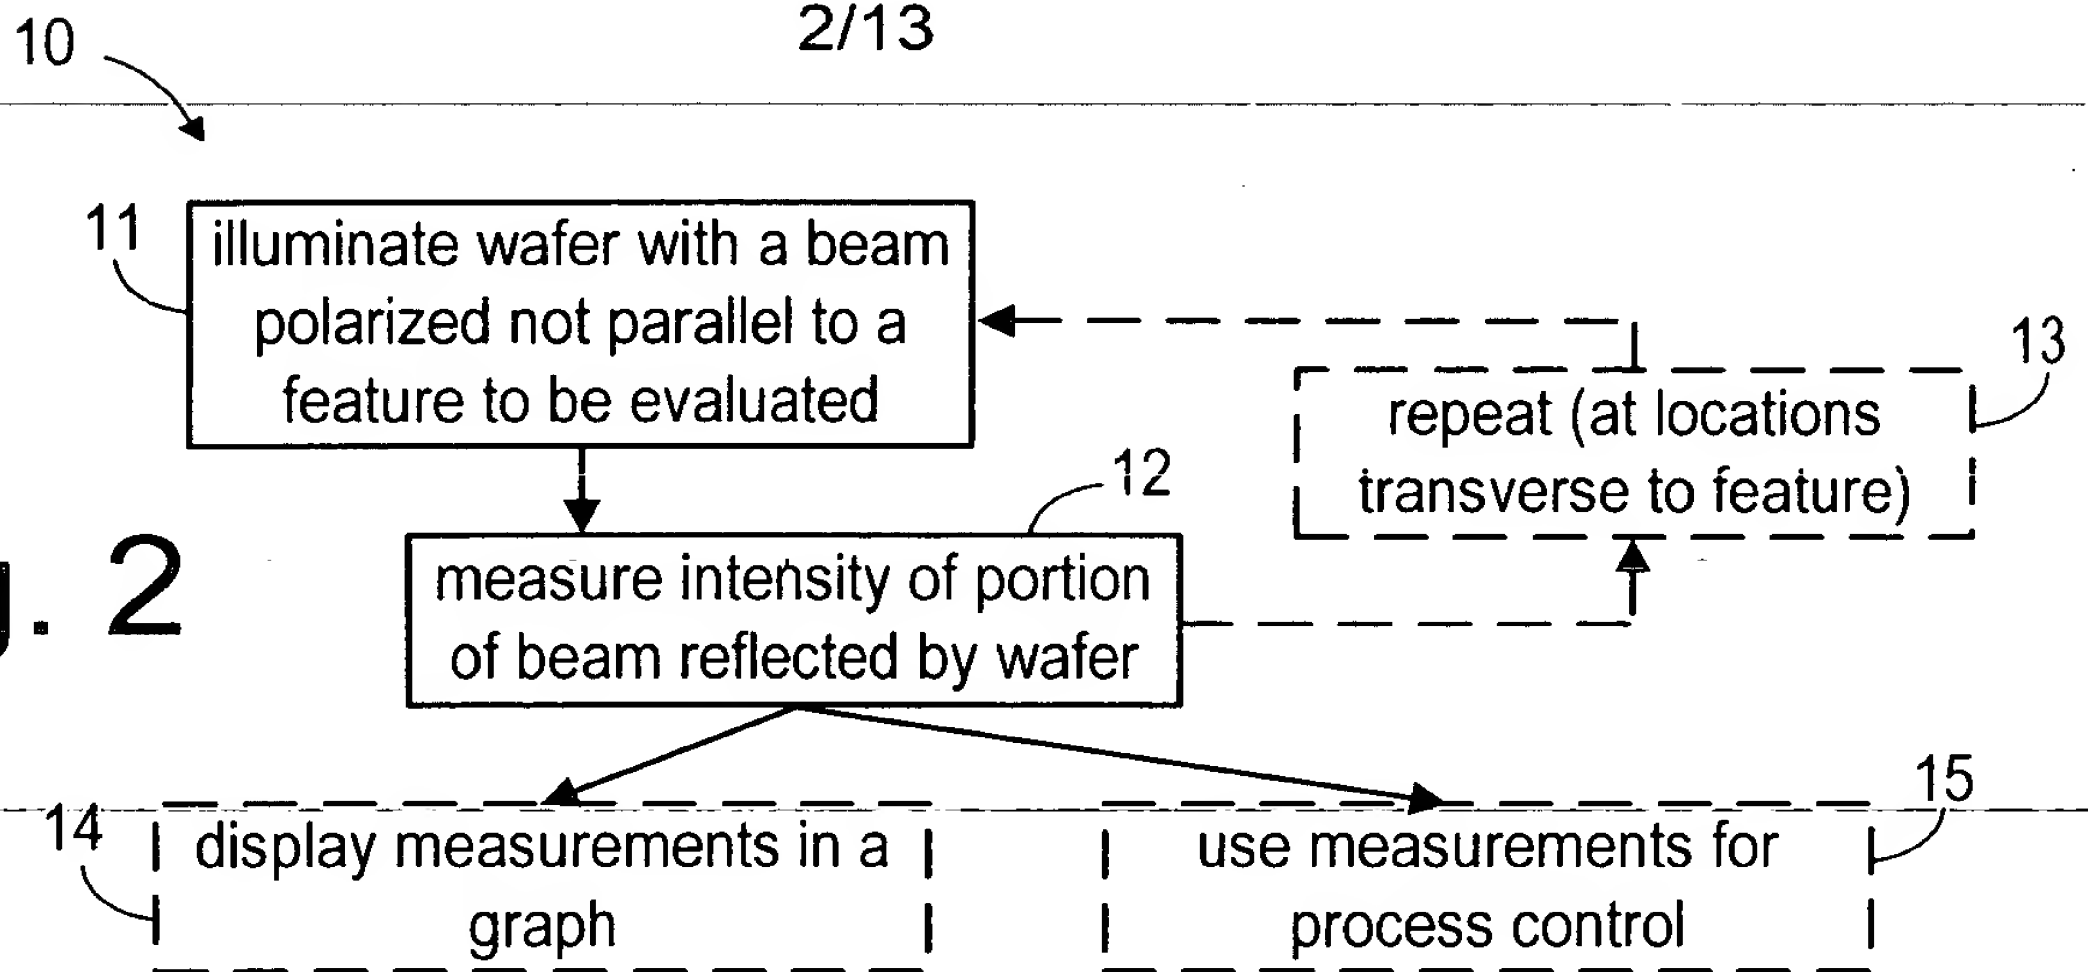 2/13
10
11
illuminate wafer with a beam
polarized not parallel to a
feature to be evaluated
13
repeat (at locations
transverse to feature)
12
measure intensity of portion
of beam reflected by wafer
g. 2
14
display measurements in a
graph
15
use measurements for
process control